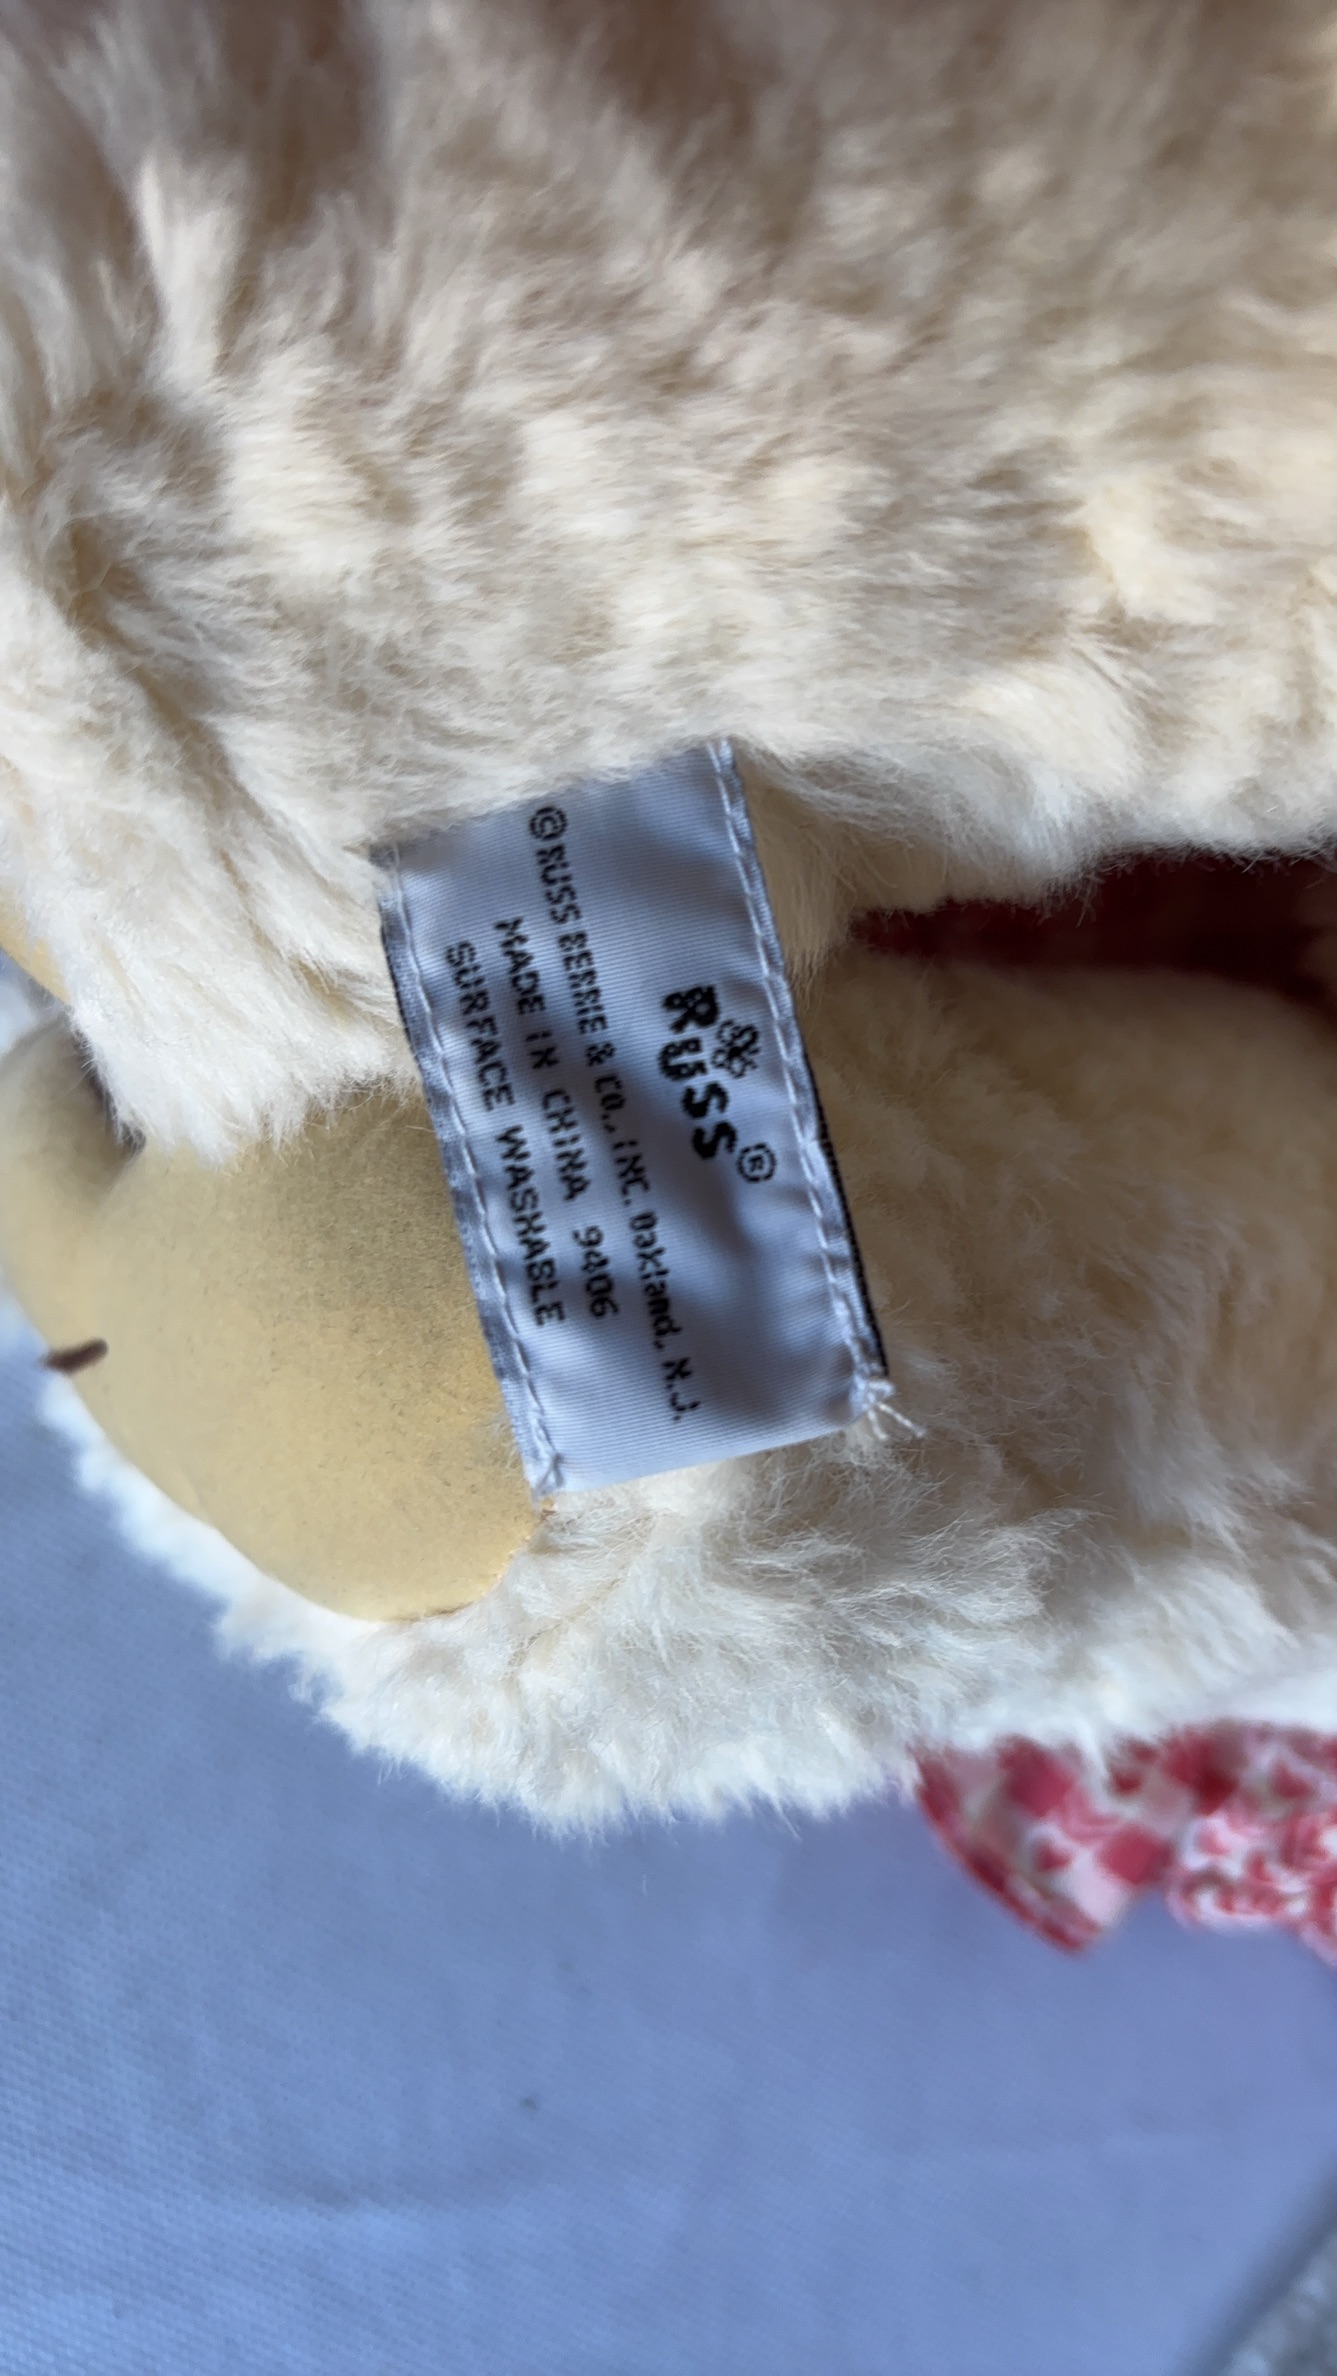 RUSS®
© RUSS BERRIE & CO., INC. Oakland, N.J.
MADE IN CHINA 9406
SURFACE WASHABLE